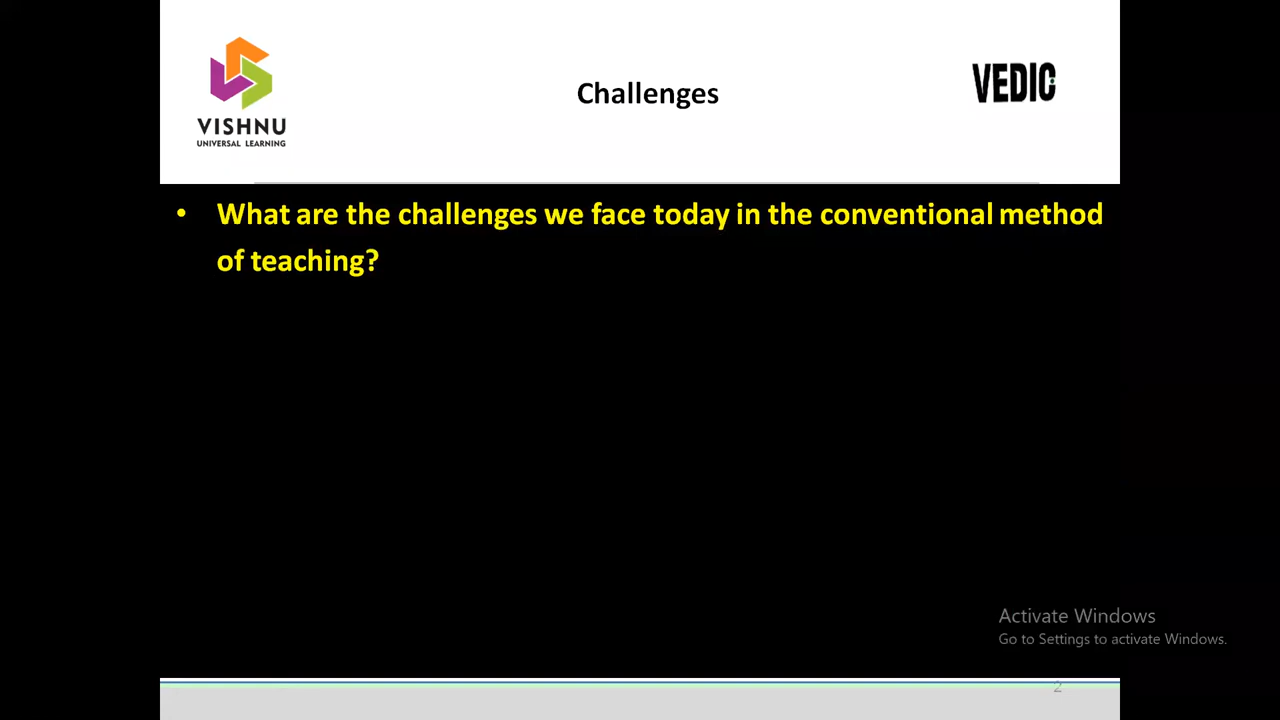 VISHNU
UNIVERSAL LEARNING
Challenges
VEDIC
• What are the challenges we face today in the conventional method
of teaching?
Activate Windows
Go to Settings to activate Windows.
2